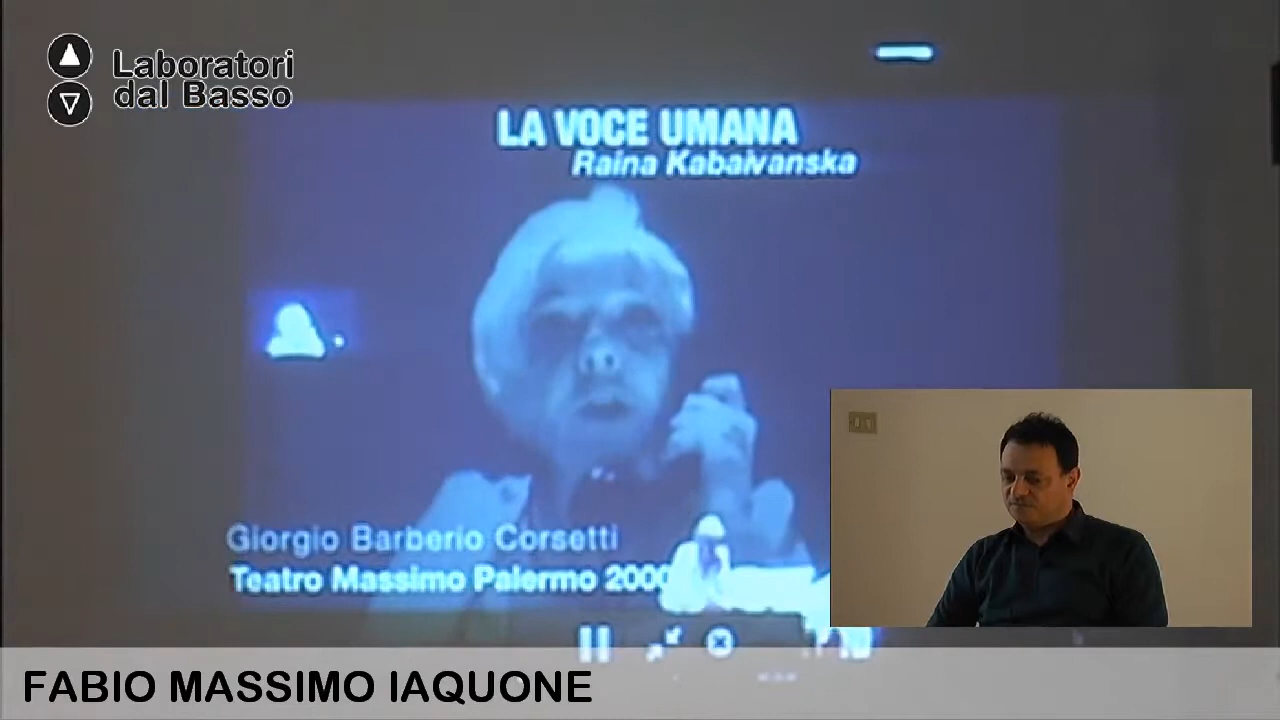 Laboratori
dal Basso
LA VOCE UMANA
Raina Kabaivanska
Giorgio Barberio Corsetti
Teatro Massimo Palermo 2000
FABIO MASSIMO IAQUONE